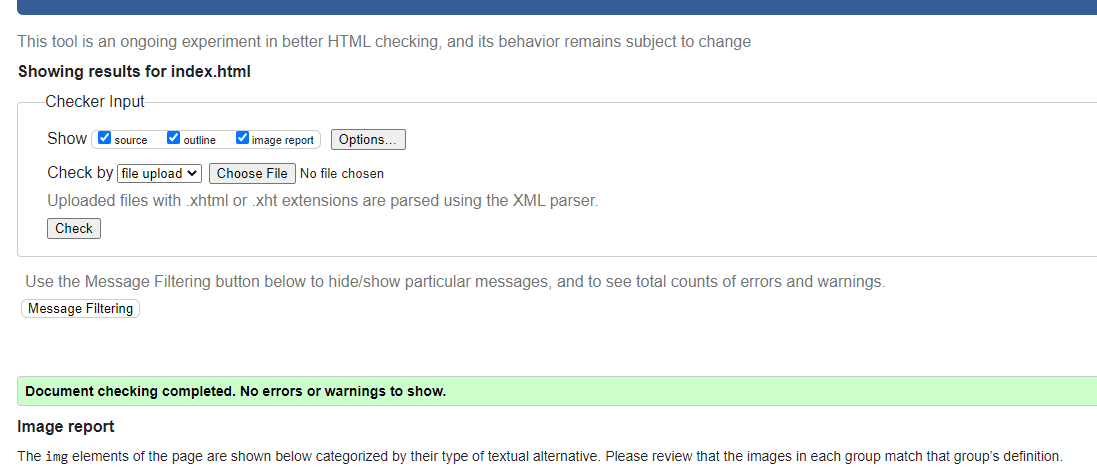 This tool is an ongoing experiment in better HTML checking, and its behavior remains subject to change
Showing results for index.html
Checker Input
Show source outline image report Options...
Check by file upload Choose File No file chosen
Uploaded files with .xhtml or .xht extensions are parsed using the XML parser.
Check
Use the Message Filtering button below to hide/show particular messages, and to see total counts of errors and warnings.
Message Filtering
Document checking completed. No errors or warnings to show.
Image report
The img elements of the page are shown below categorized by their type of textual alternative. Please review that the images in each group match that group’s definition.